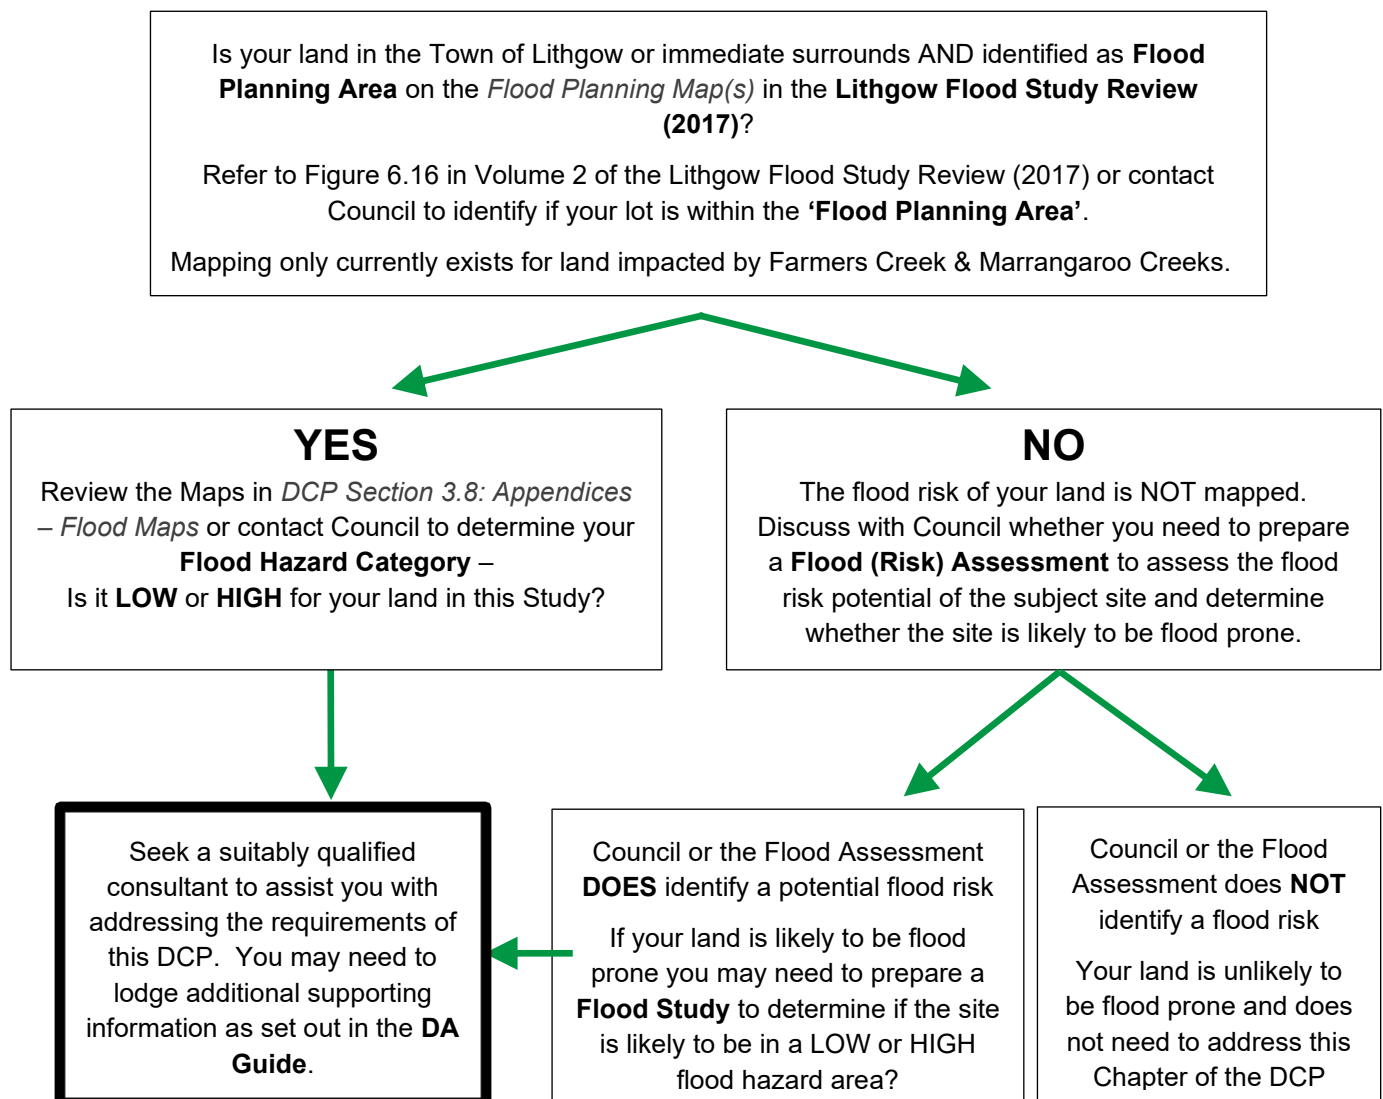 Is your land in the Town of Lithgow or immediate surrounds AND identified as Flood
Planning Area on the Flood Planning Map(s) in the Lithgow Flood Study Review
(2017)?
Refer to Figure 6.16 in Volume 2 of the Lithgow Flood Study Review (2017) or contact
Council to identify if your lot is within the ‘Flood Planning Area’.
Mapping only currently exists for land impacted by Farmers Creek & Marrangaroo Creeks.
YES
Review the Maps in DCP Section 3.8: Appendices
– Flood Maps or contact Council to determine your
Flood Hazard Category –
Is it LOW or HIGH for your land in this Study?
NO
The flood risk of your land is NOT mapped.
Discuss with Council whether you need to prepare
a Flood (Risk) Assessment to assess the flood
risk potential of the subject site and determine
whether the site is likely to be flood prone.
Seek a suitably qualified
consultant to assist you with
addressing the requirements of
this DCP. You may need to
lodge additional supporting
information as set out in the DA
Guide.
Council or the Flood Assessment
DOES identify a potential flood risk
If your land is likely to be flood
prone you may need to prepare a
Flood Study to determine if the site
is likely to be in a LOW or HIGH
flood hazard area?
Council or the Flood
Assessment does NOT
identify a flood risk
Your land is unlikely to
be flood prone and does
not need to address this
Chapter of the DCP